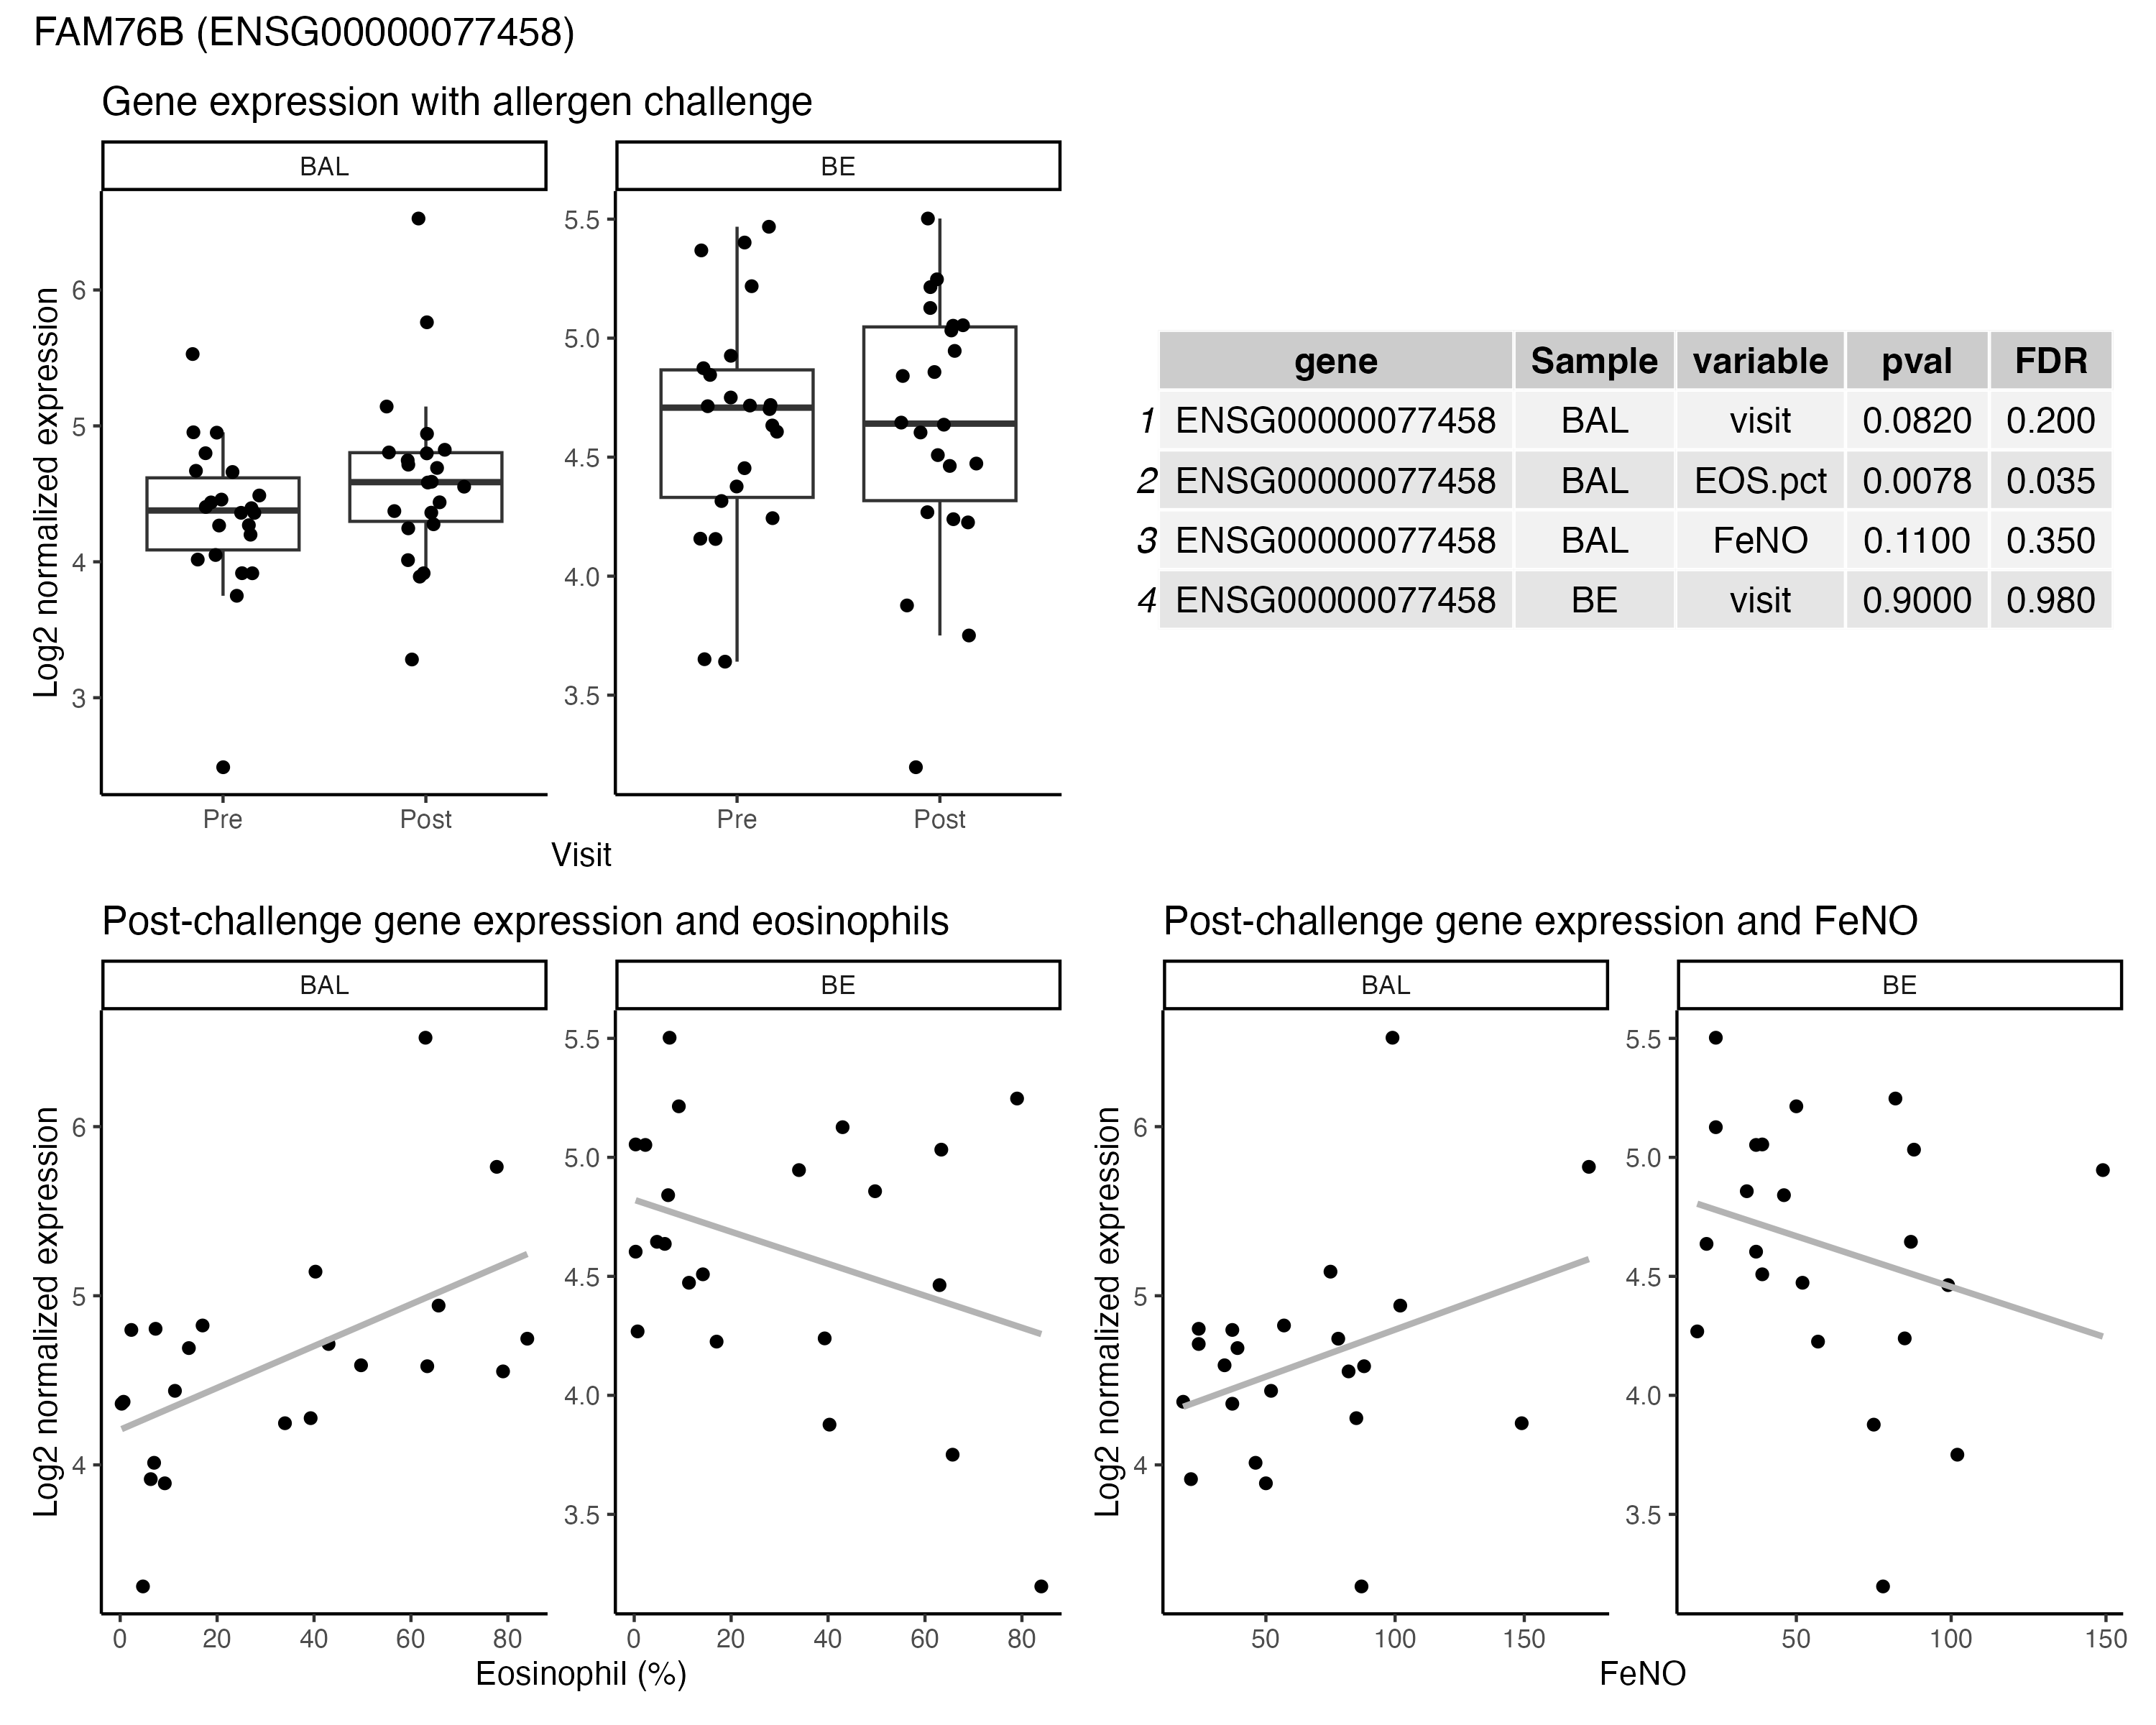 FAM76B (ENSG00000077458)
Gene expression with allergen challenge
BAL
BE
Log2 normalized expression
6
5
4
3
5.5
5.0
4.5
4.0
3.5
Pre
Post
Pre
Post
Visit
gene Sample variable pval FDR
1 ENSG00000077458 BAL visit 0.0820 0.200
2 ENSG00000077458 BAL EOS.pct 0.0078 0.035
3 ENSG00000077458 BAL FeNO 0.1100 0.350
4 ENSG00000077458 BE visit 0.9000 0.980
Post-challenge gene expression and eosinophils
BAL
BE
Log2 normalized expression
6
5
4
5.5
5.0
4.5
4.0
3.5
0 20 40 60 80
0 20 40 60 80
Eosinophil (%)
Post-challenge gene expression and FeNO
BAL
BE
Log2 normalized expression
6
5
4
5.5
5.0
4.5
4.0
3.5
50 100 150
50 100 150
FeNO